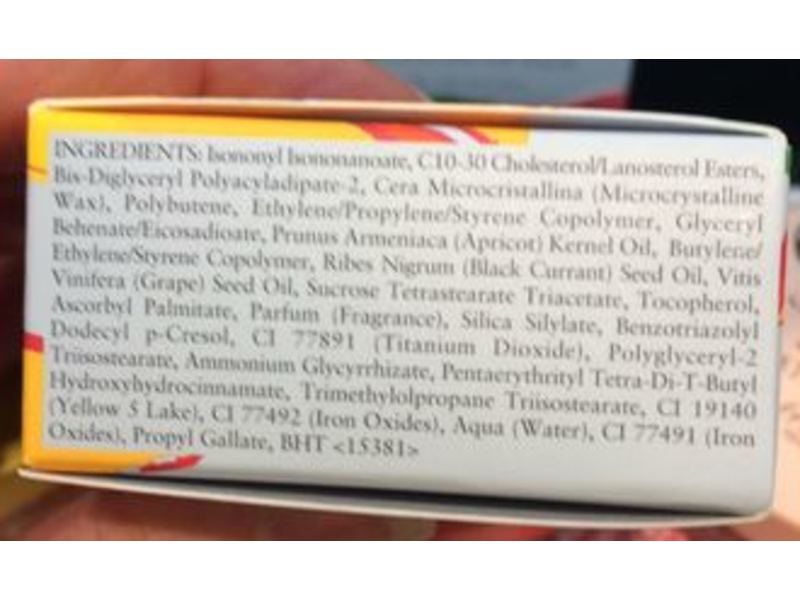 INGREDIENTS: Isononyl Isononanoate, C10-30 Cholesterol/Lanosterol Esters,
Bis-Diglyceryl Polyacyladipate-2, Cera Microcristallina (Microcrystalline
Wax), Polybutene, Ethylene/Propylene/Styrene Copolymer, Glyceryl
Behenate/Eicosadioate, Prunus Armeniaca (Apricot) Kernel Oil, Butylene/
Ethylene/Styrene Copolymer, Ribes Nigrum (Black Currant) Seed Oil, Vitis
Vinifera (Grape) Seed Oil, Sucrose Tetrastearate Triacetate, Tocopherol,
Ascorbyl Palmitate, Parfum (Fragrance), Silica Silylate, Benzotriazolyl
Dodecyl p-Cresol, CI 77891 (Titanium Dioxide), Polyglyceryl-2
Triisostearate, Ammonium Glycyrrhizate, Pentaerythrityl Tetra-Di-T-Butyl
Hydroxyhydrocinnamate, Trimethylolpropane Triisostearate, CI 19140
(Yellow 5 Lake), CI 77492 (Iron Oxides), Aqua (Water), CI 77491 (Iron
Oxides), Propyl Gallate, BHT <15381>